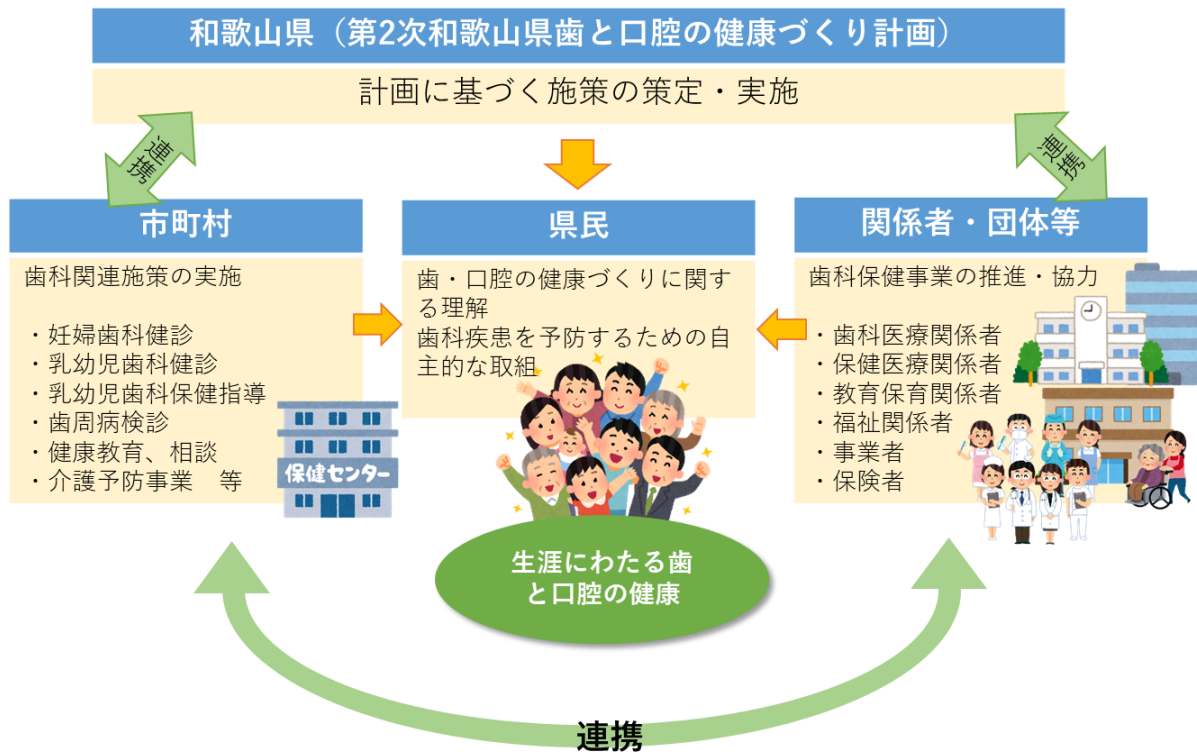 和歌山県（第2次和歌山県歯と口腔の健康づくり計画）
計画に基づく施策の策定・実施
連携
連携
市町村
歯科関連施策の実施
・妊婦歯科健診
・乳幼児歯科健診
・乳幼児歯科保健指導
・歯周病検診
・健康教育、相談
・介護予防事業　等
保健センター
県民
歯・口腔の健康づくりに関す
る理解
歯科疾患を予防するための自
主的な取組
関係者・団体等
歯科保健事業の推進・協力
・歯科医療関係者
・保健医療関係者
・教育保育関係者
・福祉関係者
・事業者
・保険者
生涯にわたる歯
と口腔の健康
連携